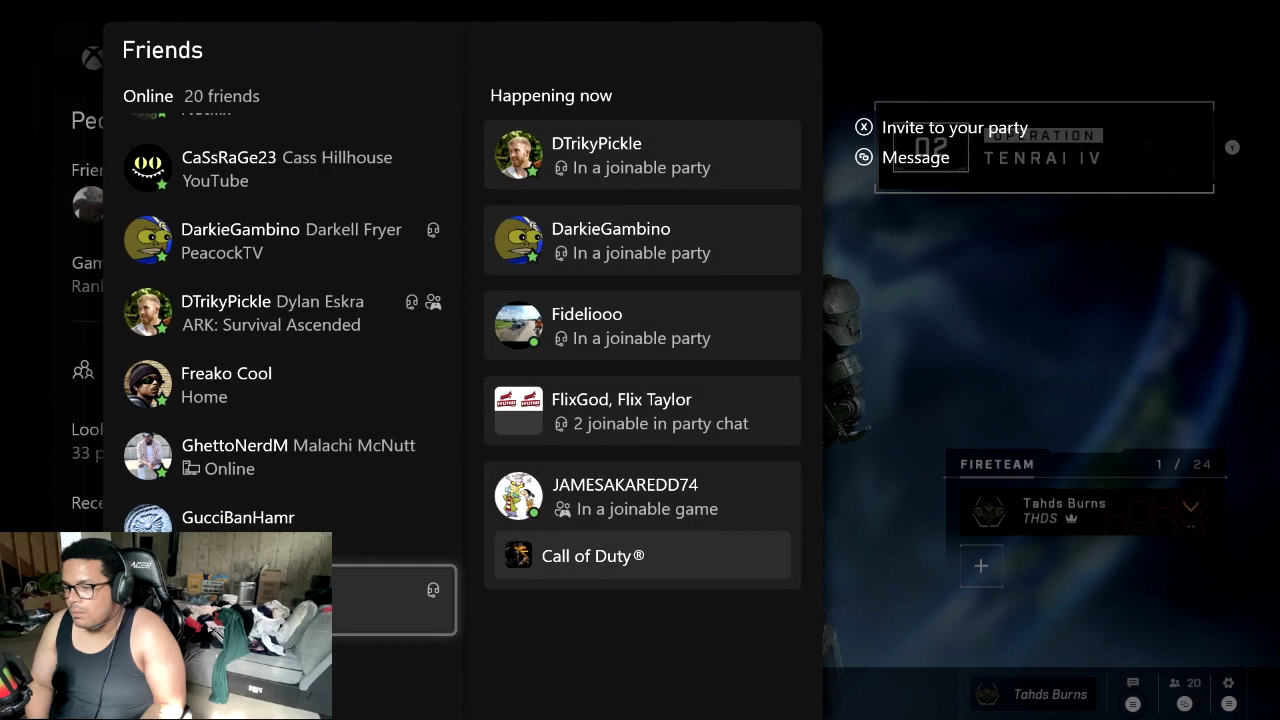 Friends
Online 20 friends
Happening now
CaSsRaGe23 Cass Hillhouse
YouTube
DarkieGambino Darkell Fryer
PeacockTV
DTrikyPickle Dylan Eskra
ARK: Survival Ascended
Freako Cool
Home
GhettoNerdM Malachi McNutt
Online
GucciBanHamr
DTrikyPickle
In a joinable party
DarkieGambino
In a joinable party
Fideliooo
In a joinable party
FlixGod, Flix Taylor
2 joinable in party chat
JAMESAKAREDD74
In a joinable game
Call of Duty®
X Invite to your party
Message
02
OPERATION
TENRAI IV
Y
FIRETEAM 1 / 24
Tahds Burns
THDS
+
Tahds Burns
20
ACER